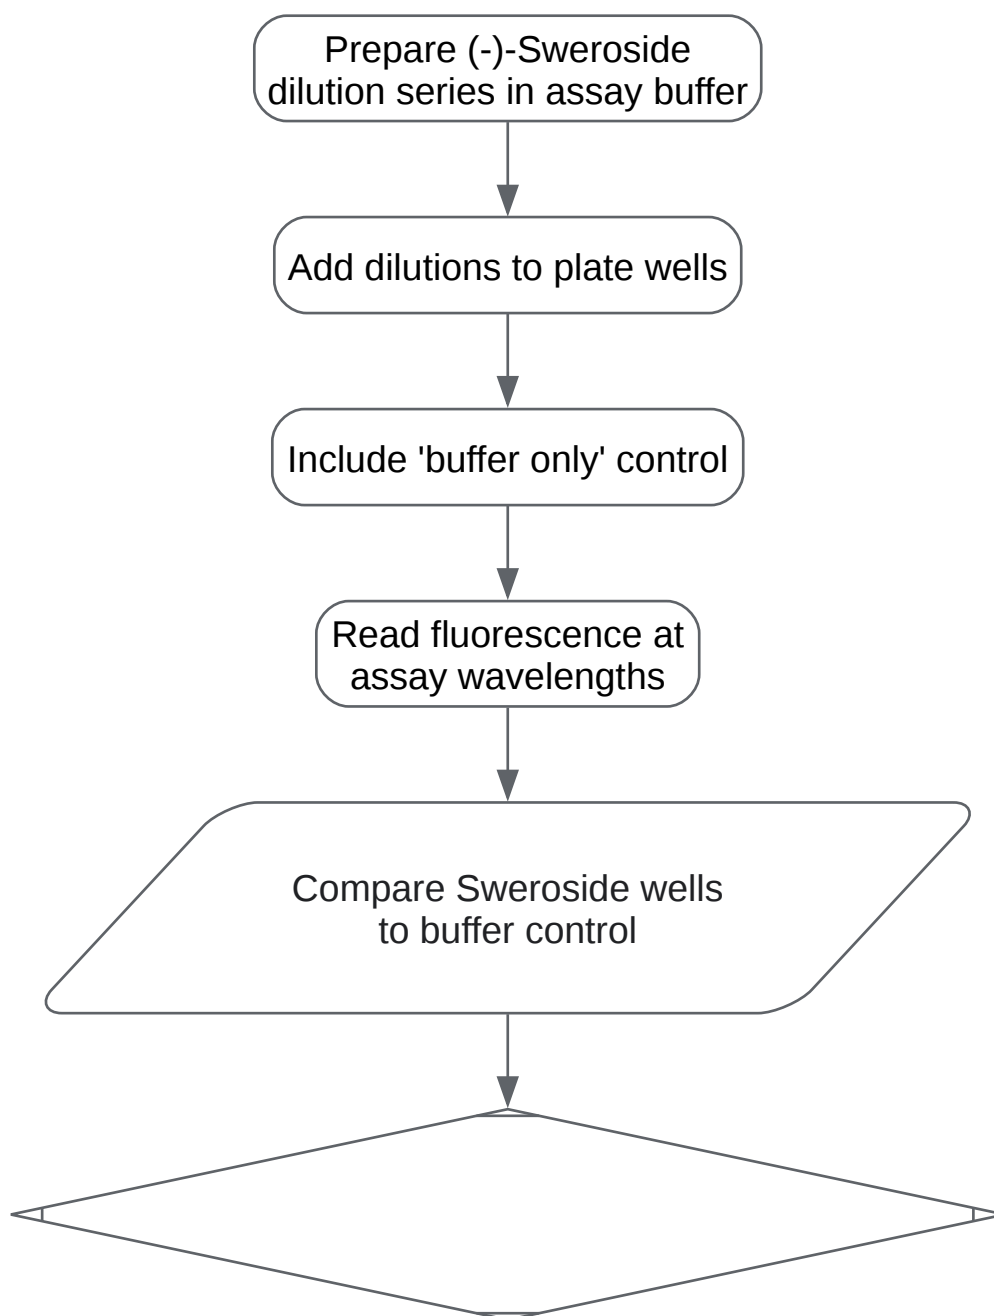 Prepare (-)-Sweroside
dilution series in assay buffer
Add dilutions to plate wells
Include 'buffer only' control
Read fluorescence at
assay wavelengths
Compare Sweroside wells
to buffer control